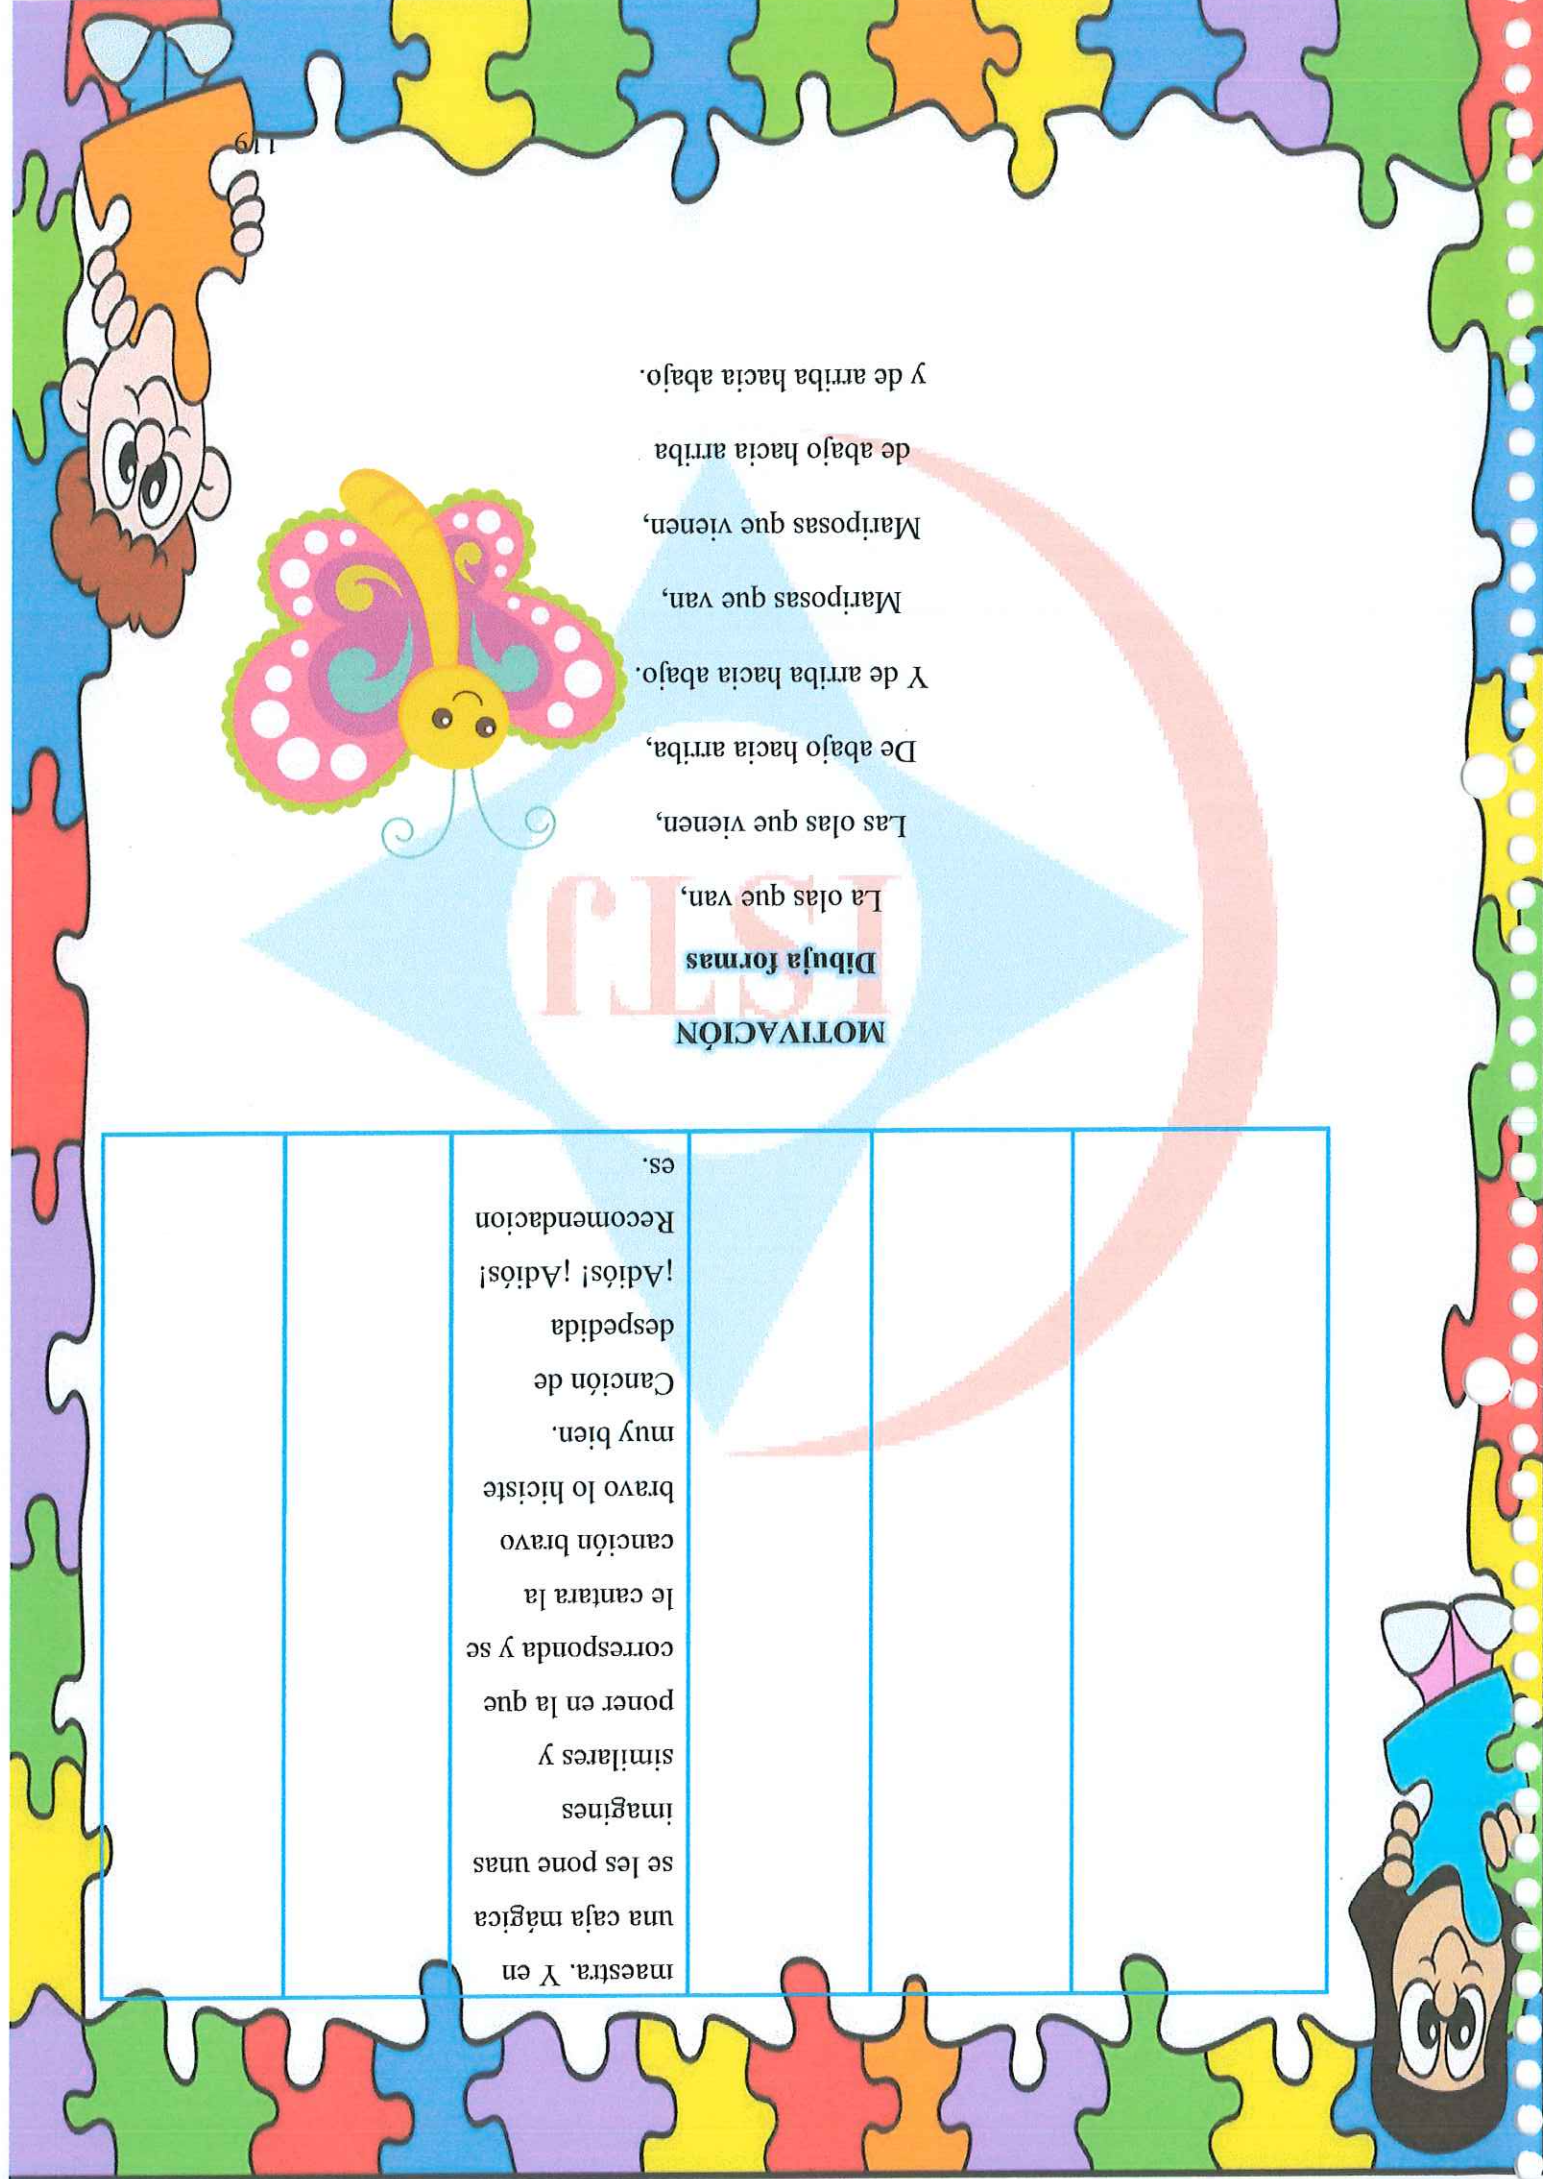 maestra. Y en
una caja mágica
se les pone unas
imagines
similares y
poner en la que
corresponda y se
le cantara la
canción bravo
bravo lo hiciste
muy bien.
Canción de
despedida
¡Adiós! ¡Adiós!
Recomendacion
es.
MOTIVACIÓN
Dibuja formas
La olas que van,
Las olas que vienen,
De abajo hacia arriba,
Y de arriba hacia abajo.
Mariposas que van,
Mariposas que vienen,
de abajo hacia arriba
y de arriba hacia abajo.
ISTJ
119